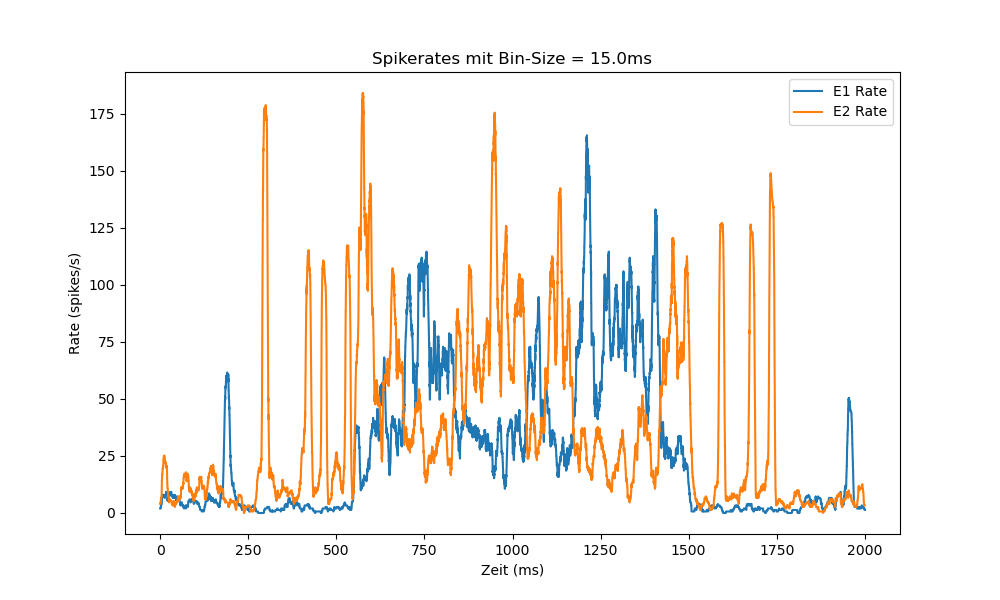 Spikerates mit Bin-Size = 15.0ms
E1 Rate
E2 Rate
175
150
125
100
75
50
25
0
Rate (spikes/s)
0 250 500 750 1000 1250 1500 1750 2000
Zeit (ms)